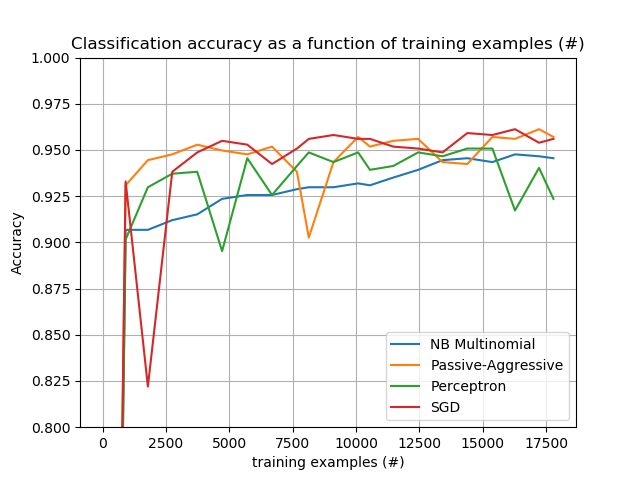 Classification accuracy as a function of training examples (#)
1.000
0.975
0.950
0.925
0.900
0.875
0.850
0.825
0.800
Accuracy
NB Multinomial
Passive-Aggressive
Perceptron
SGD
0 2500 5000 7500 10000 12500 15000 17500
training examples (#)